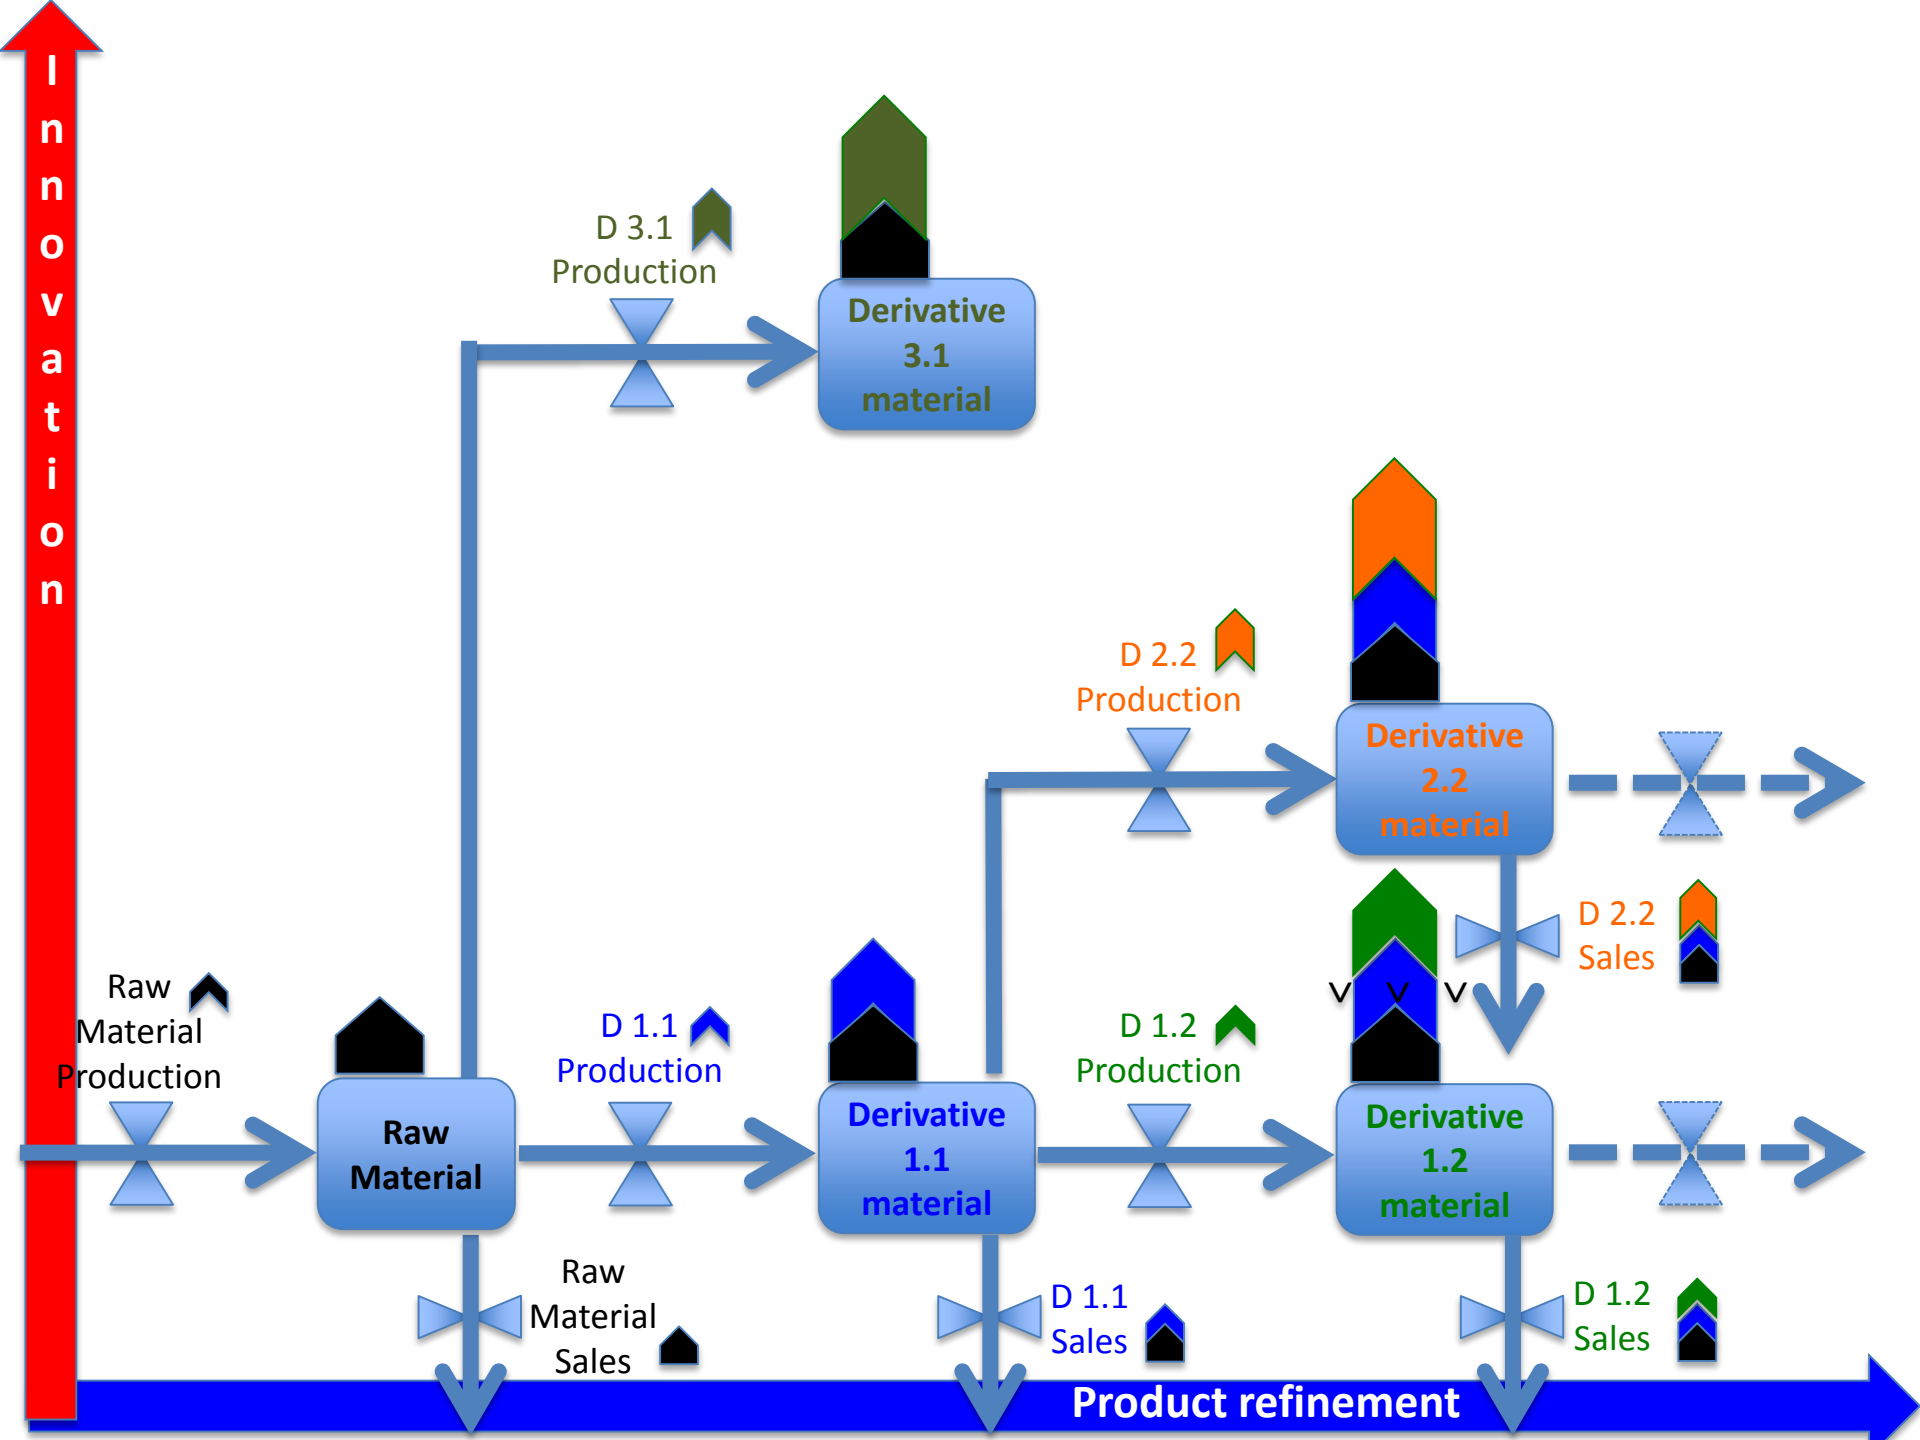 Innovation
D 3.1
Production
Derivative
3.1
material
D 2.2
Production
Derivative
2.2
material
D 2.2
Sales
Raw
Material
Production
Raw
Material
D 1.1
Production
Derivative
1.1
material
D 1.2
Production
v v v
Derivative
1.2
material
Raw
Material
Sales
D 1.1
Sales
D 1.2
Sales
Product refinement